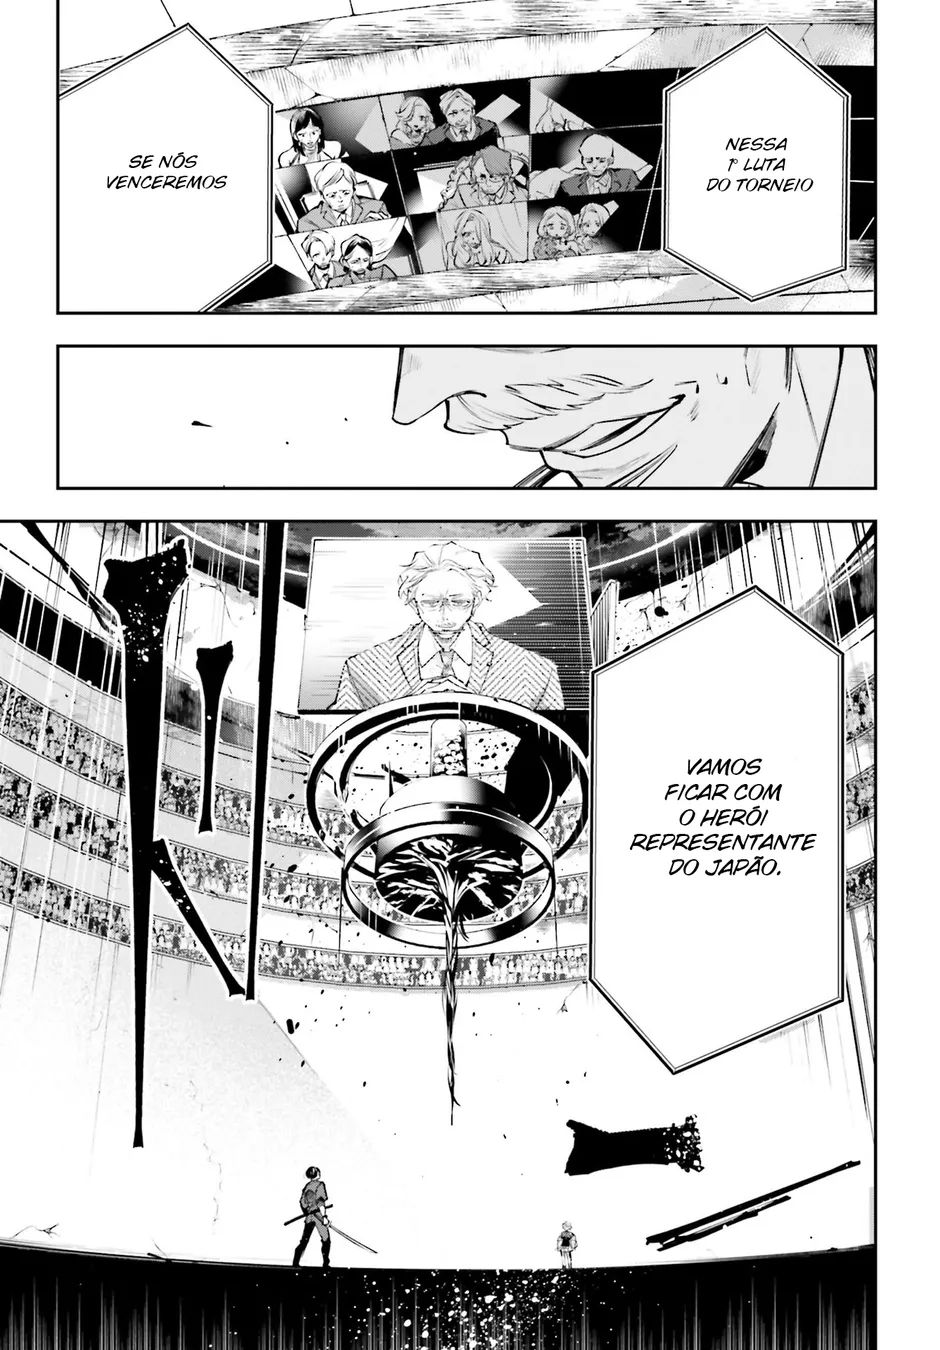 NESSA
1ª LUTA
DO TORNEIO
SE NÓS
VENCEREMOS
VAMOS
FICAR COM
O HERÓI
REPRESENTANTE
DO JAPÃO.